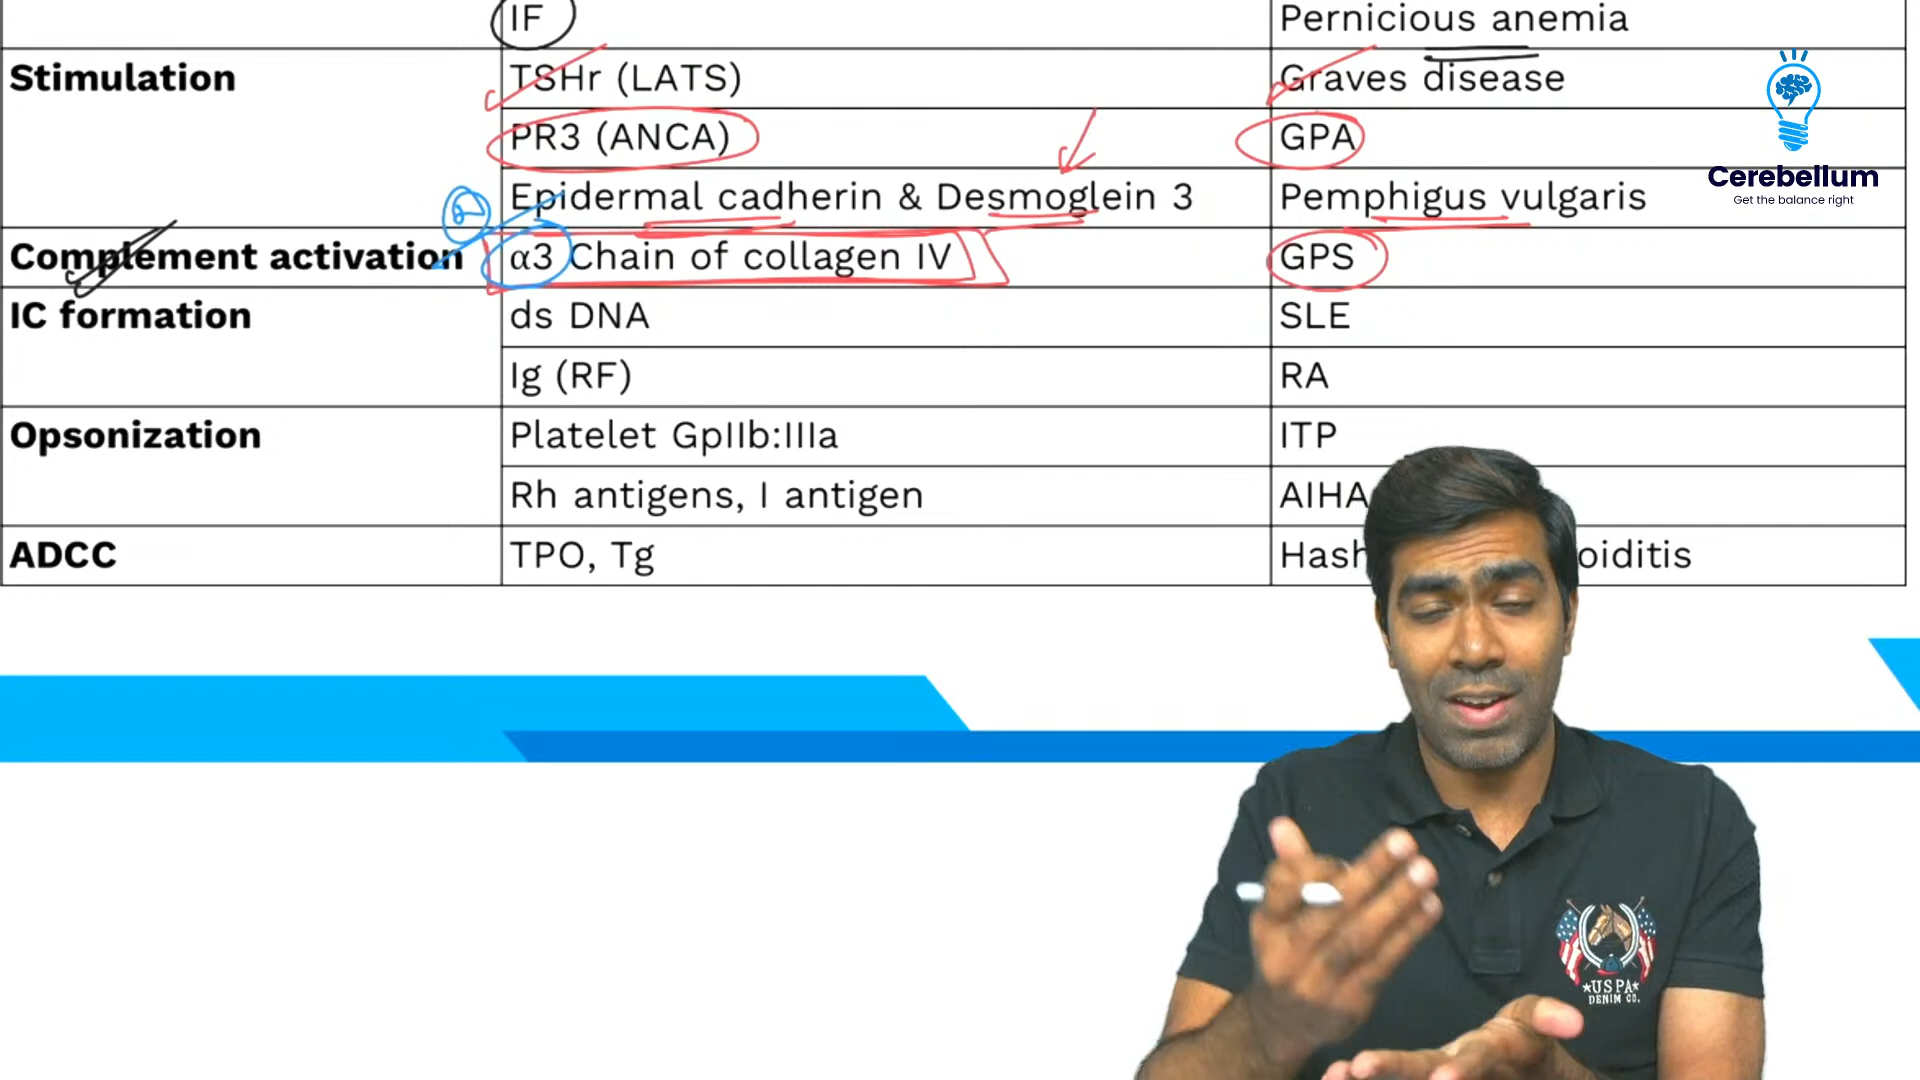 IF Pernicious anemia
Stimulation TSHr (LATS) Graves disease
PR3 (ANCA) GPA
Cerebellum
Get the balance right
Epidermal cadherin & Desmoglein 3 Pemphigus vulgaris
Complement activation α3 Chain of collagen IV GPS
IC formation ds DNA SLE
Ig (RF) RA
Opsonization Platelet GpIIb:IIIa ITP
Rh antigens, I antigen AIHA
ADCC TPO, Tg Hash oiditis
USPA
DENIM CO.